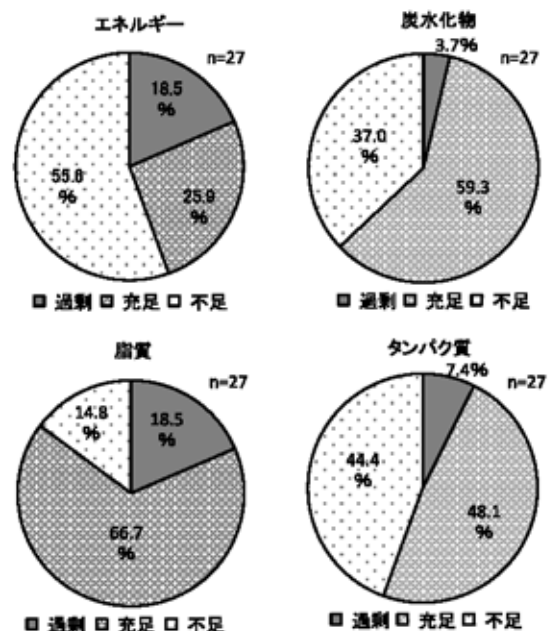 エネルギー
n=27
18.5
%
25.9
%
55.6
%
■ 過剰 ▨ 充足 □ 不足
炭水化物
3.7%
n=27
59.3
%
37.0
%
■ 過剰 ▨ 充足 □ 不足
脂質
n=27
18.5
%
66.7
%
14.8
%
■ 過剰 ▨ 充足 □ 不足
タンパク質
7.4%
n=27
48.1
%
44.4
%
■ 過剰 ▨ 充足 □ 不足